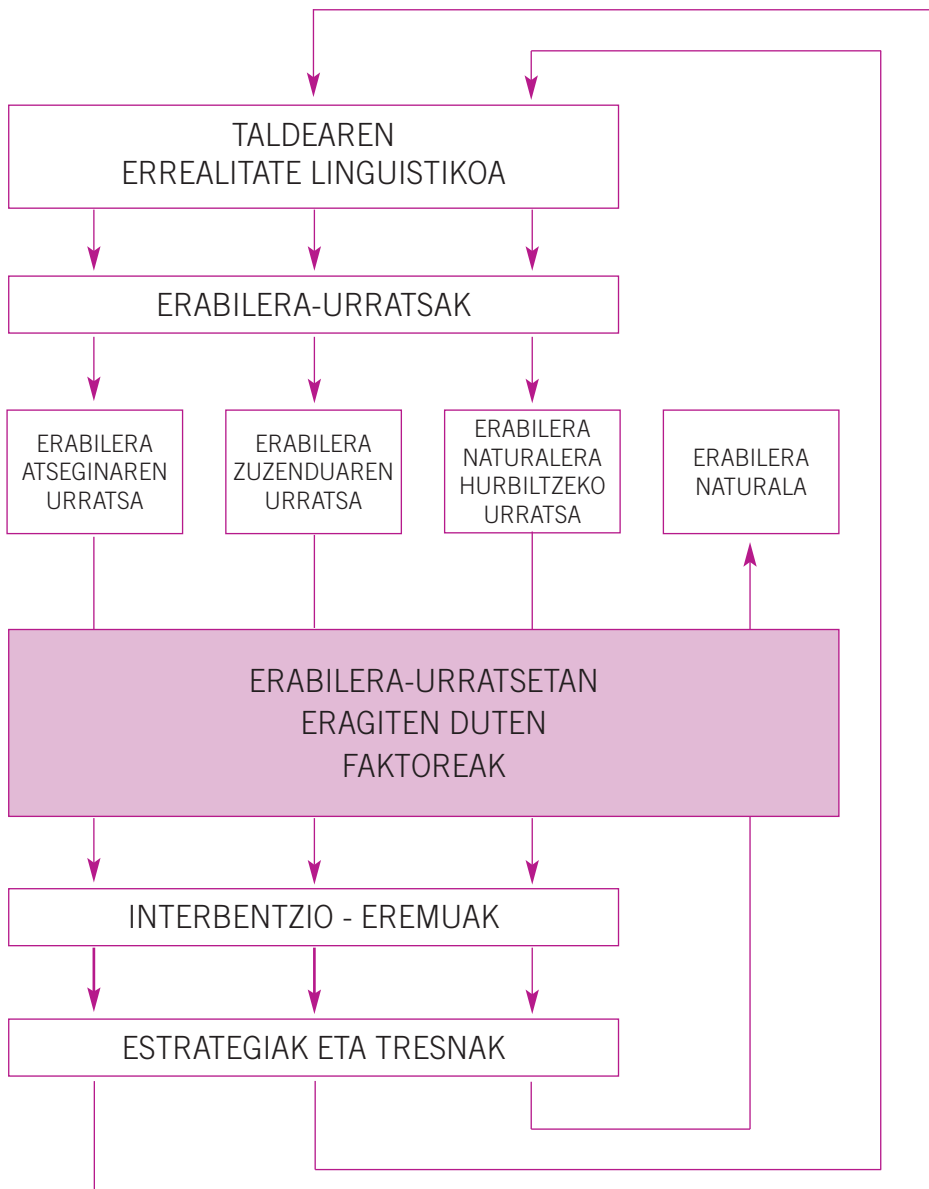 TALDEAREN
ERREALITATE LINGUISTIKOA
ERABILERA-URRATSAK
ERABILERA
ATSEGINAREN
URRATSA
ERABILERA
ZUZENDUAREN
URRATSA
ERABILERA
NATURALERA
HURBILTZEKO
URRATSA
ERABILERA
NATURALA
ERABILERA-URRATSETAN
ERAGITEN DUTEN
FAKTOREAK
INTERBENTZIO - EREMUAK
ESTRATEGIAK ETA TRESNAK